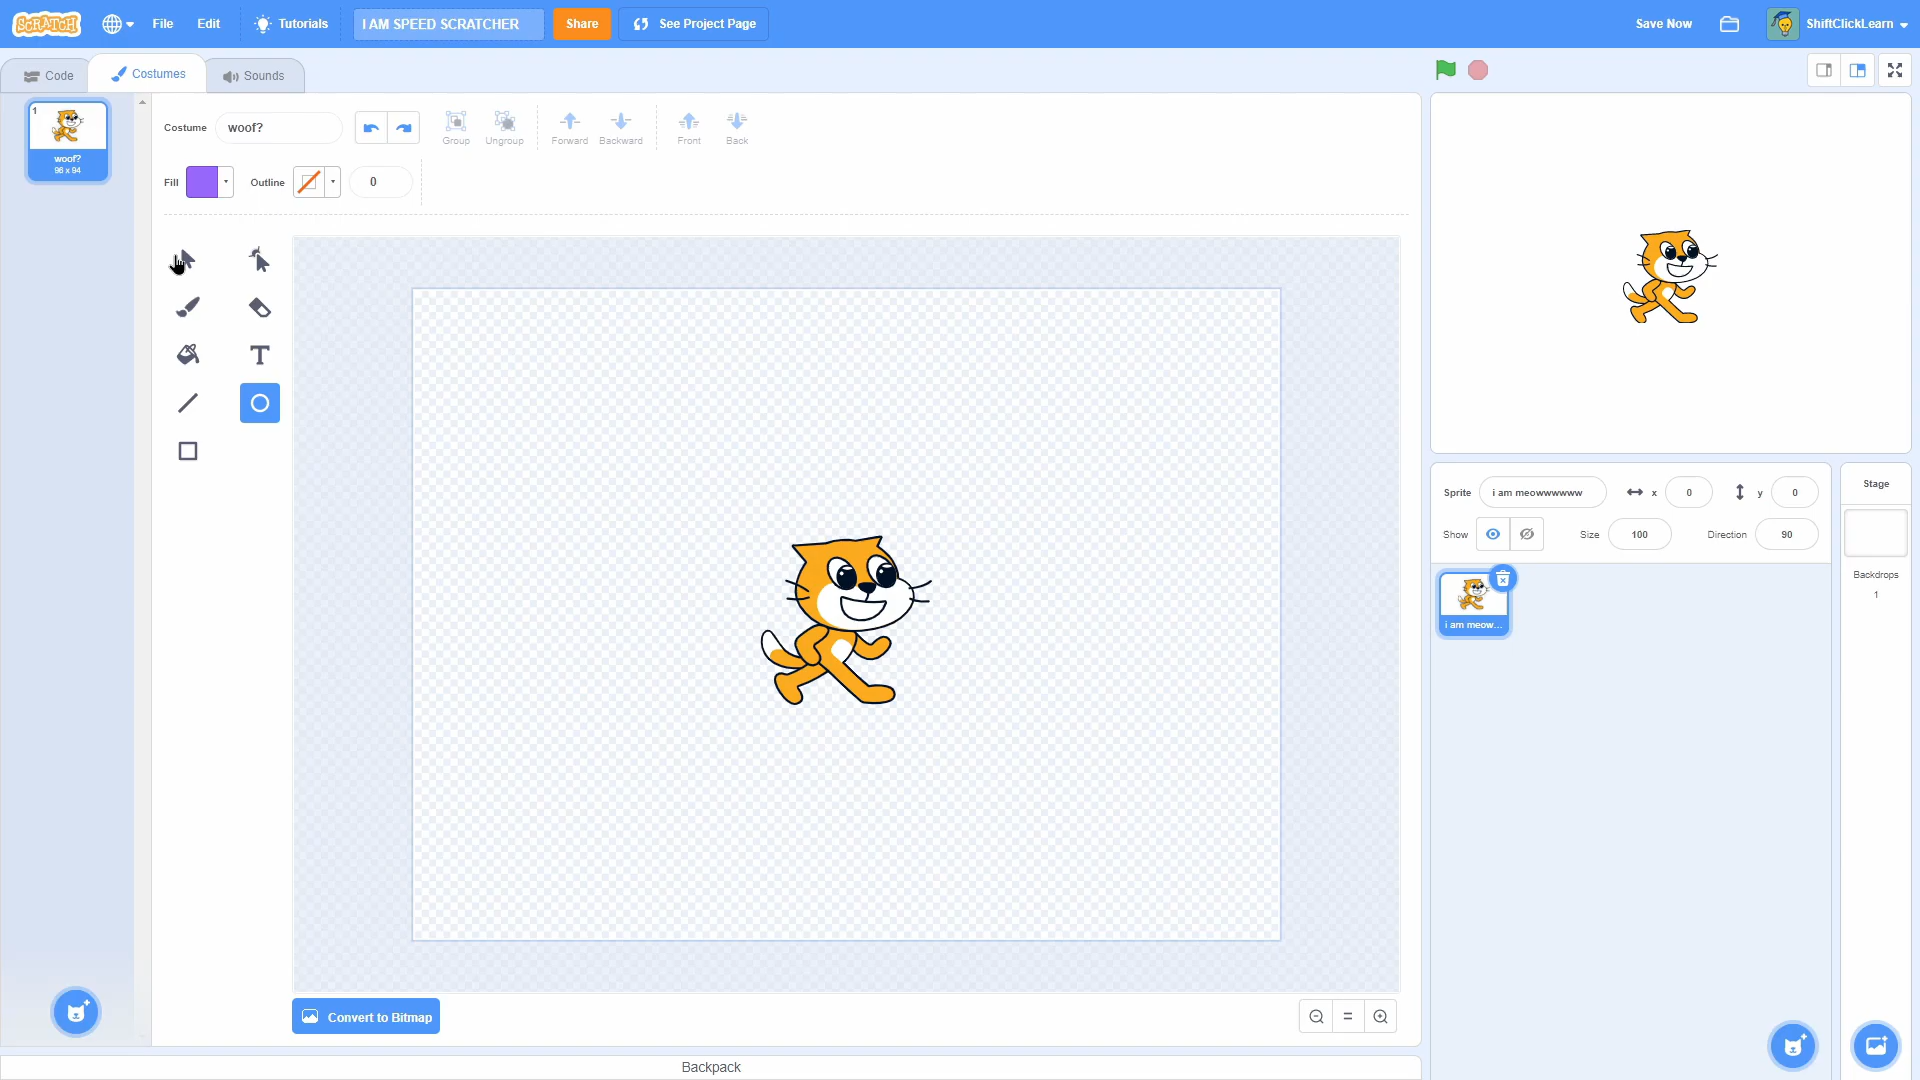 SCRATCH
File
Edit
Tutorials
I AM SPEED SCRATCHER
Share
See Project Page
Save Now
ShiftClickLearn
Code
Costumes
Sounds
1
woof?
96 x 94
Costume
woof?
Group
Ungroup
Forward
Backward
Front
Back
Fill
Outline
0
T
Convert to Bitmap
=
Backpack
Sprite
i am meowwwwww
x
0
y
0
Show
Size
100
Direction
90
i am meow...
Stage
Backdrops
1